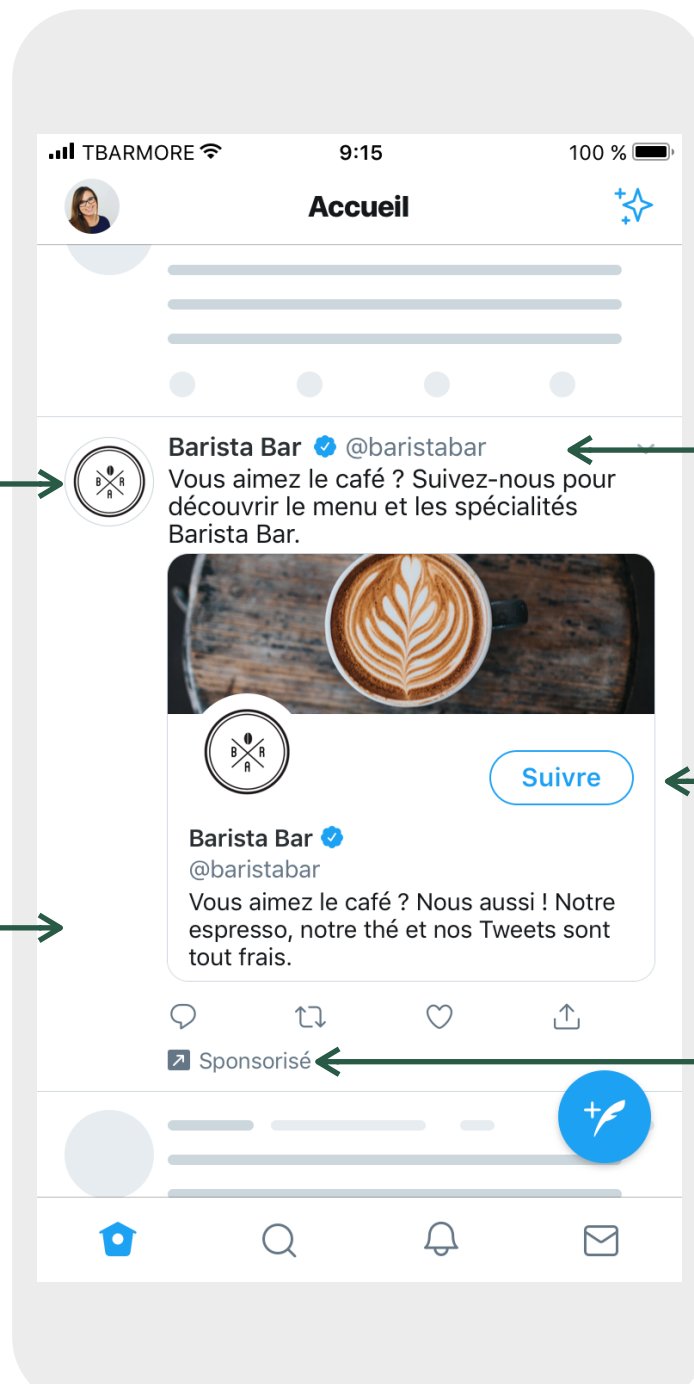 TBARMORE 9:15 100 %
Accueil
Barista Bar @baristabar
Vous aimez le café ? Suivez-nous pour
découvrir le menu et les spécialités
Barista Bar.
B A R
Suivre
B A R
Barista Bar
@baristabar
Vous aimez le café ? Nous aussi ! Notre
espresso, notre thé et nos Tweets sont
tout frais.
Sponsorisé